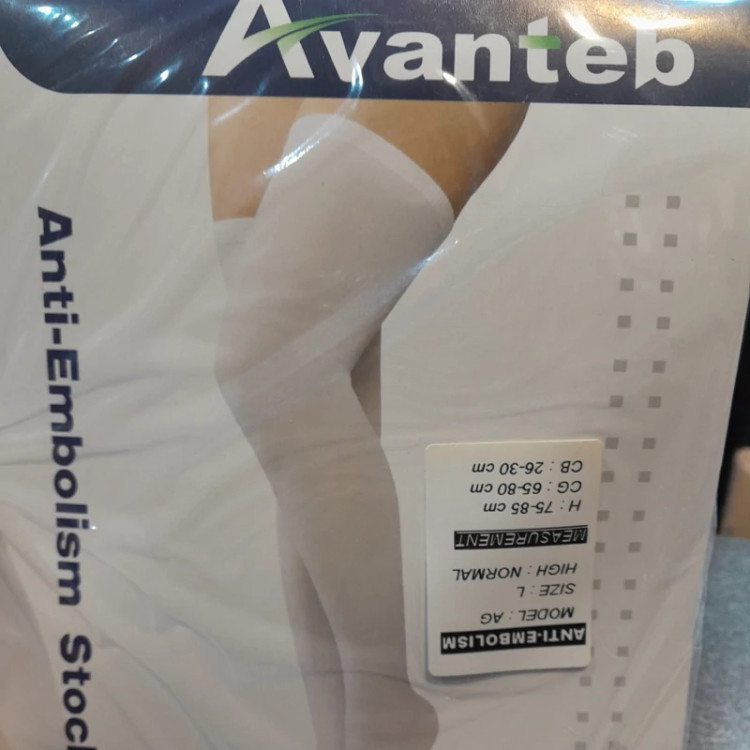 Avanteb
Anti-Embolism Stoc
ANTI-EMBOLISM
MODEL : AG
SIZE : L
HIGH : NORMAL
MEASUREMENT
H : 75-85 cm
CG : 65-80 cm
CB : 26-30 cm